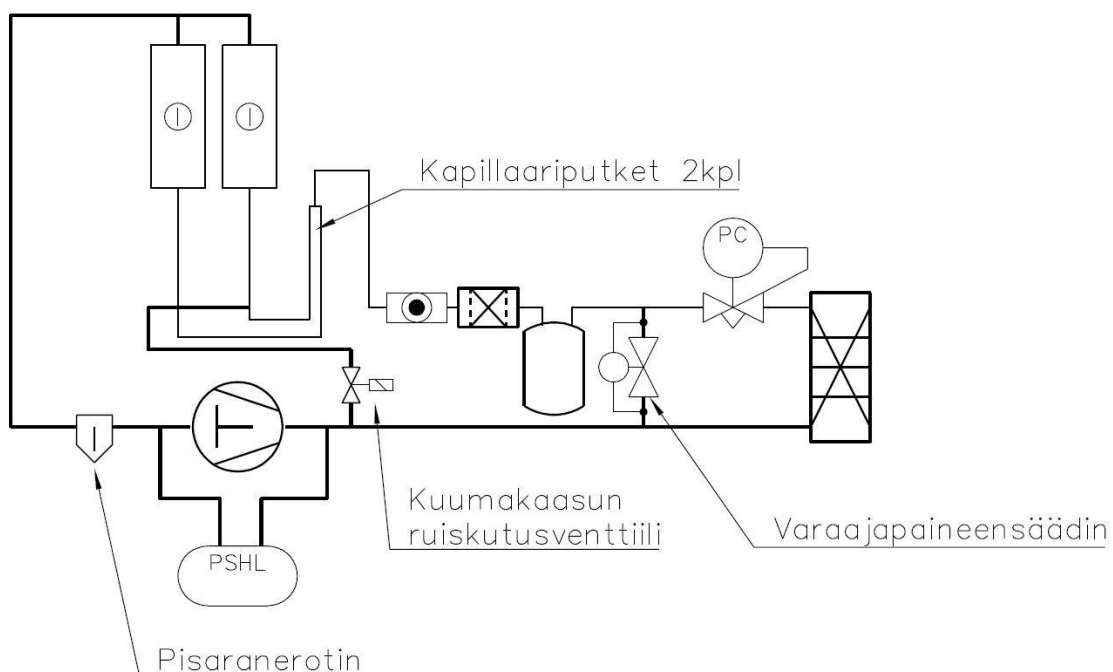 Kapillaariputket 2kpl
PC
Kuumakaasun
ruiskutusventtiili
Varaajapaineensäädin
PSHL
Pisaranerotin